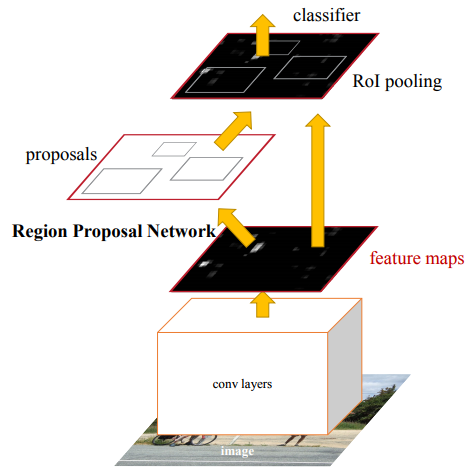 classifier
RoI pooling
proposals
Region Proposal Network
feature maps
conv layers
image